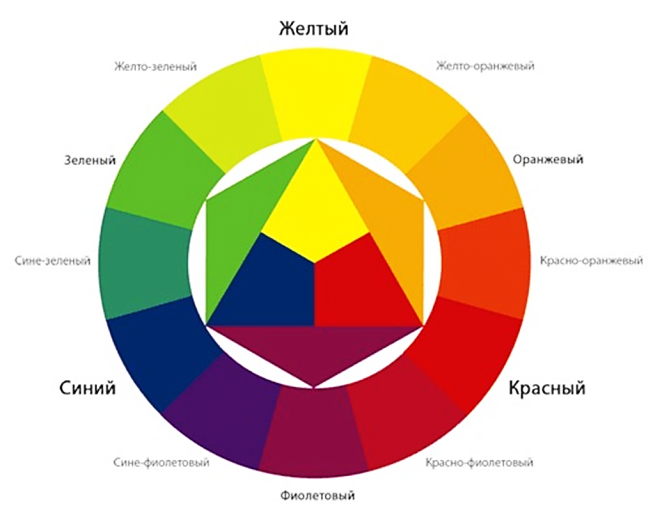 Желтый
Желто-зеленый
Желто-оранжевый
Зеленый
Оранжевый
Сине-зеленый
Красно-оранжевый
Синий
Красный
Сине-фиолетовый
Красно-фиолетовый
Фиолетовый